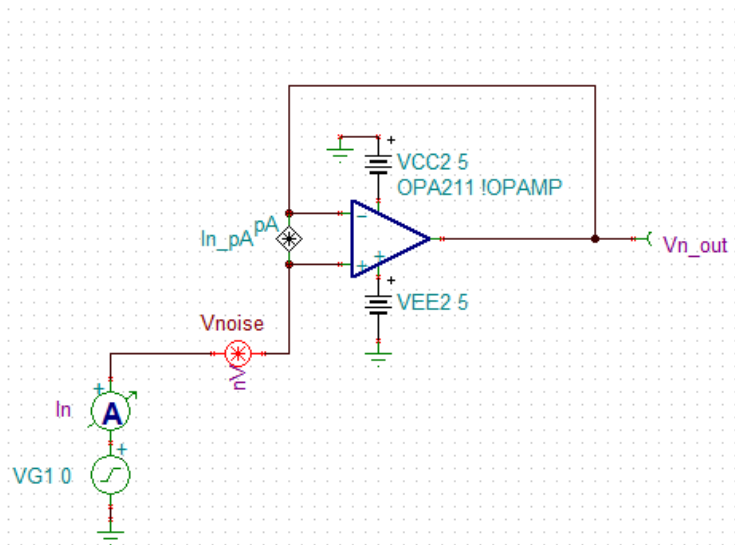 VCC2 5
OPA211 !OPAMP
In_pA pA
Vn_out
VEE2 5
Vnoise
nV
In
A
VG1 0